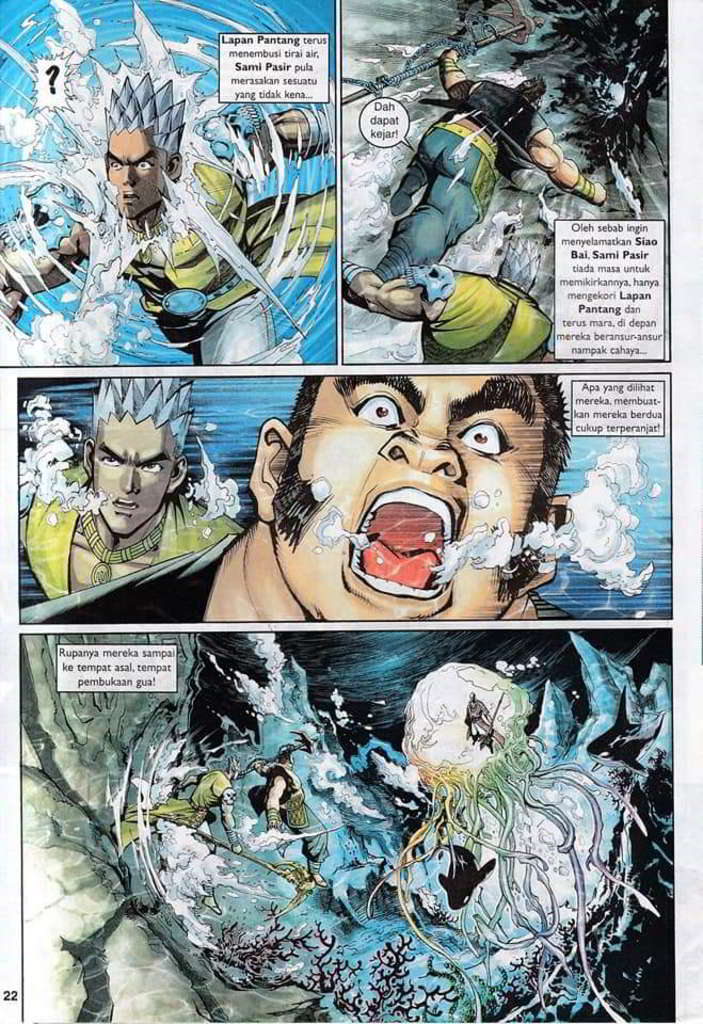 Lapan Pantang terus
menembusi tirai air,
Sami Pasir pula
merasakan sesuatu
yang tidak kena...
?
Dah
dapat
kejar!
Oleh sebab ingin
menyelamatkan Siao
Bai, Sami Pasir
tiada masa untuk
memikirkannya, hanya
mengekori Lapan
Pantang dan
terus mara, di depan
mereka beransur-ansur
nampak cahaya...
Apa yang dilihat
mereka, membuat-
kan mereka berdua
cukup terperanjat!
Rupanya mereka sampai
ke tempat asal, tempat
pembukaan gua!
22